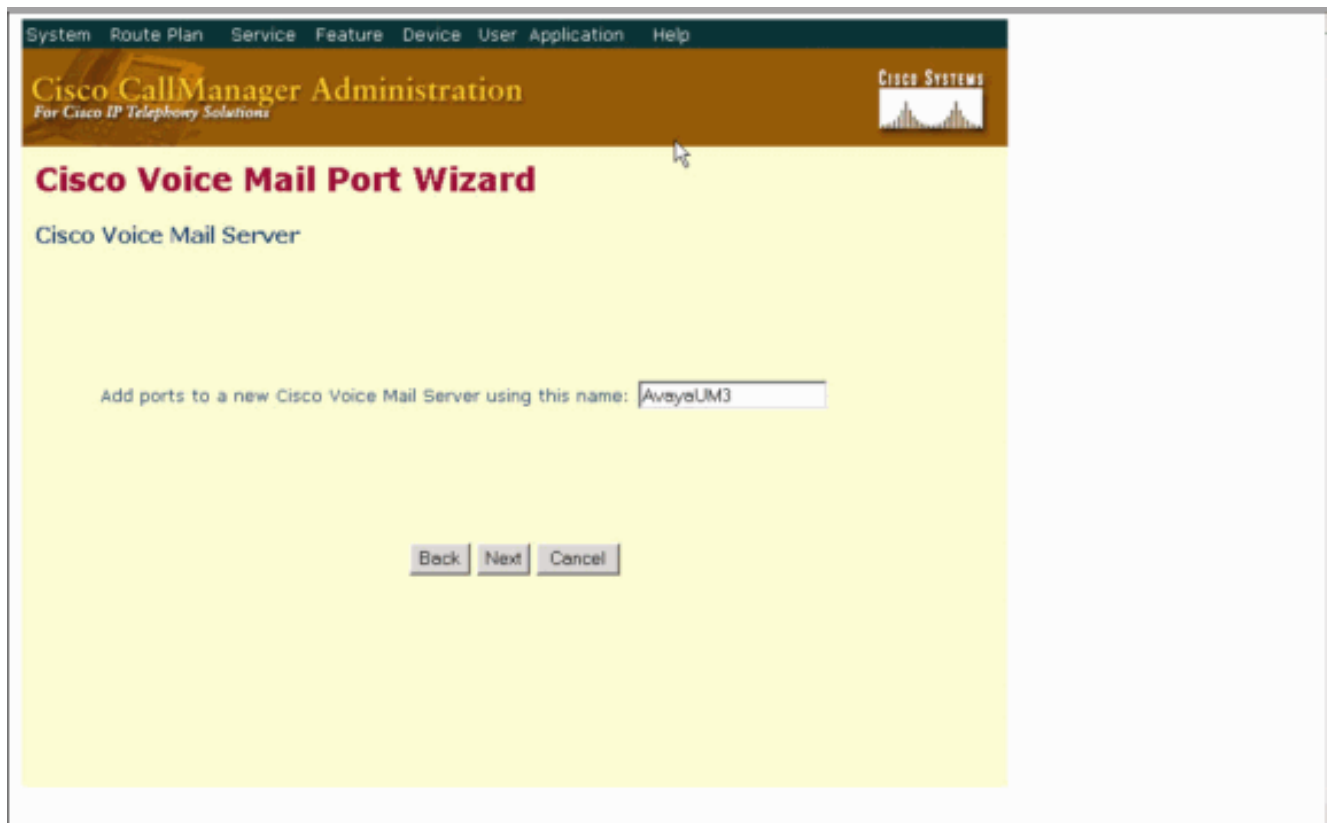 System Route Plan Service Feature Device User Application Help
Cisco CallManager Administration
For Cisco IP Telephony Solutions
CISCO SYSTEMS
Cisco Voice Mail Port Wizard
Cisco Voice Mail Server
Add ports to a new Cisco Voice Mail Server using this name: AvayaUM3
Back Next Cancel